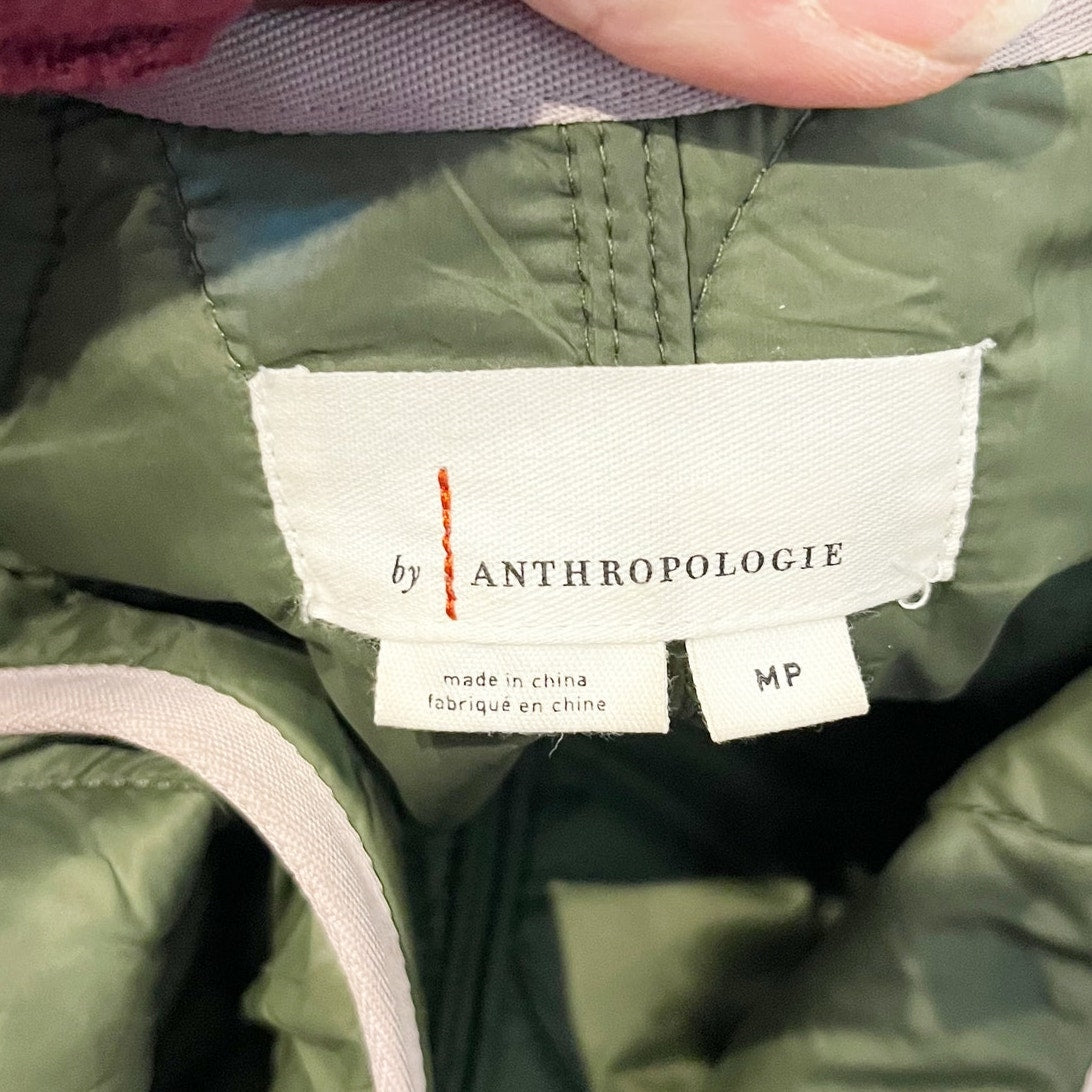 by ANTHROPOLOGIE
made in china
fabriqué en chine
MP